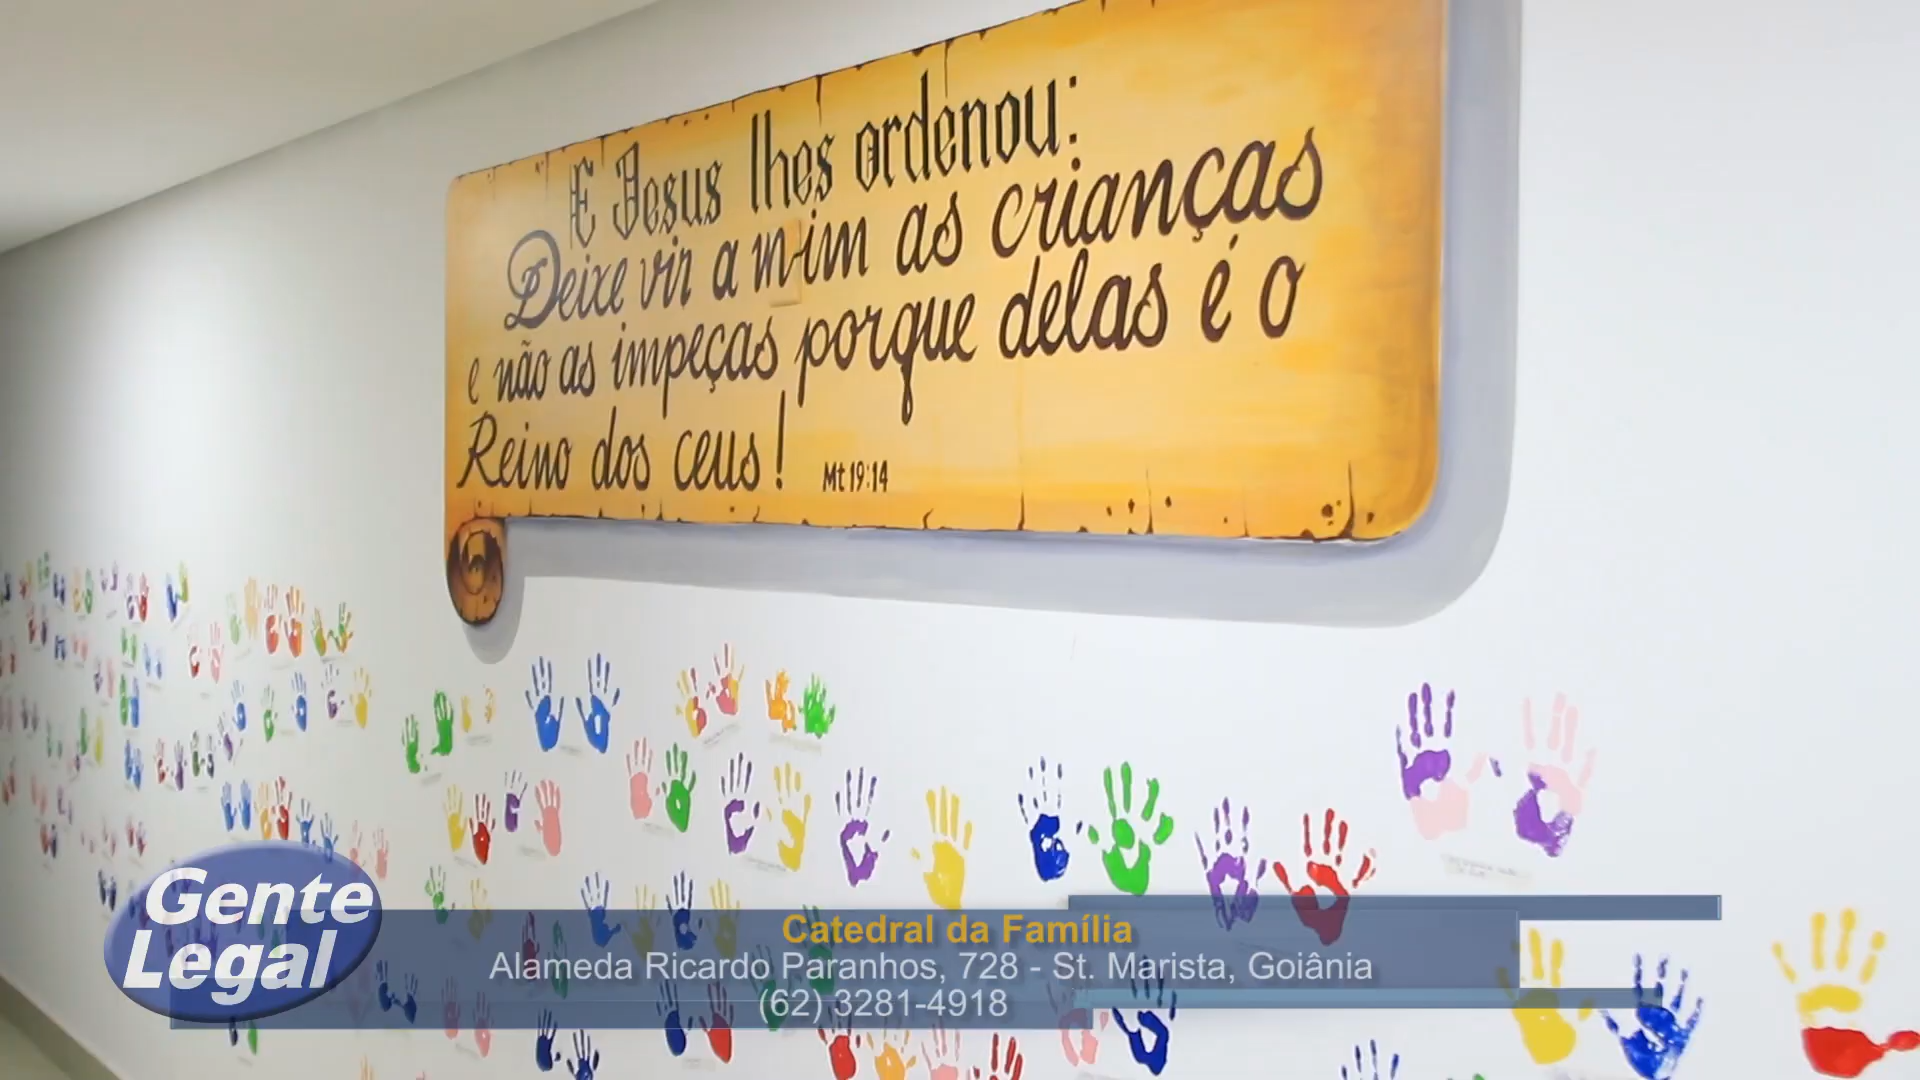 E Jesus lhes ordenou:
Deixe vir a mim as crianças
e não as impeças porque delas é o
Reino dos ceus!
Mt 19:14
Gente
Legal
Catedral da Família
Alameda Ricardo Paranhos, 728 - St. Marista, Goiânia
(62) 3281-4918